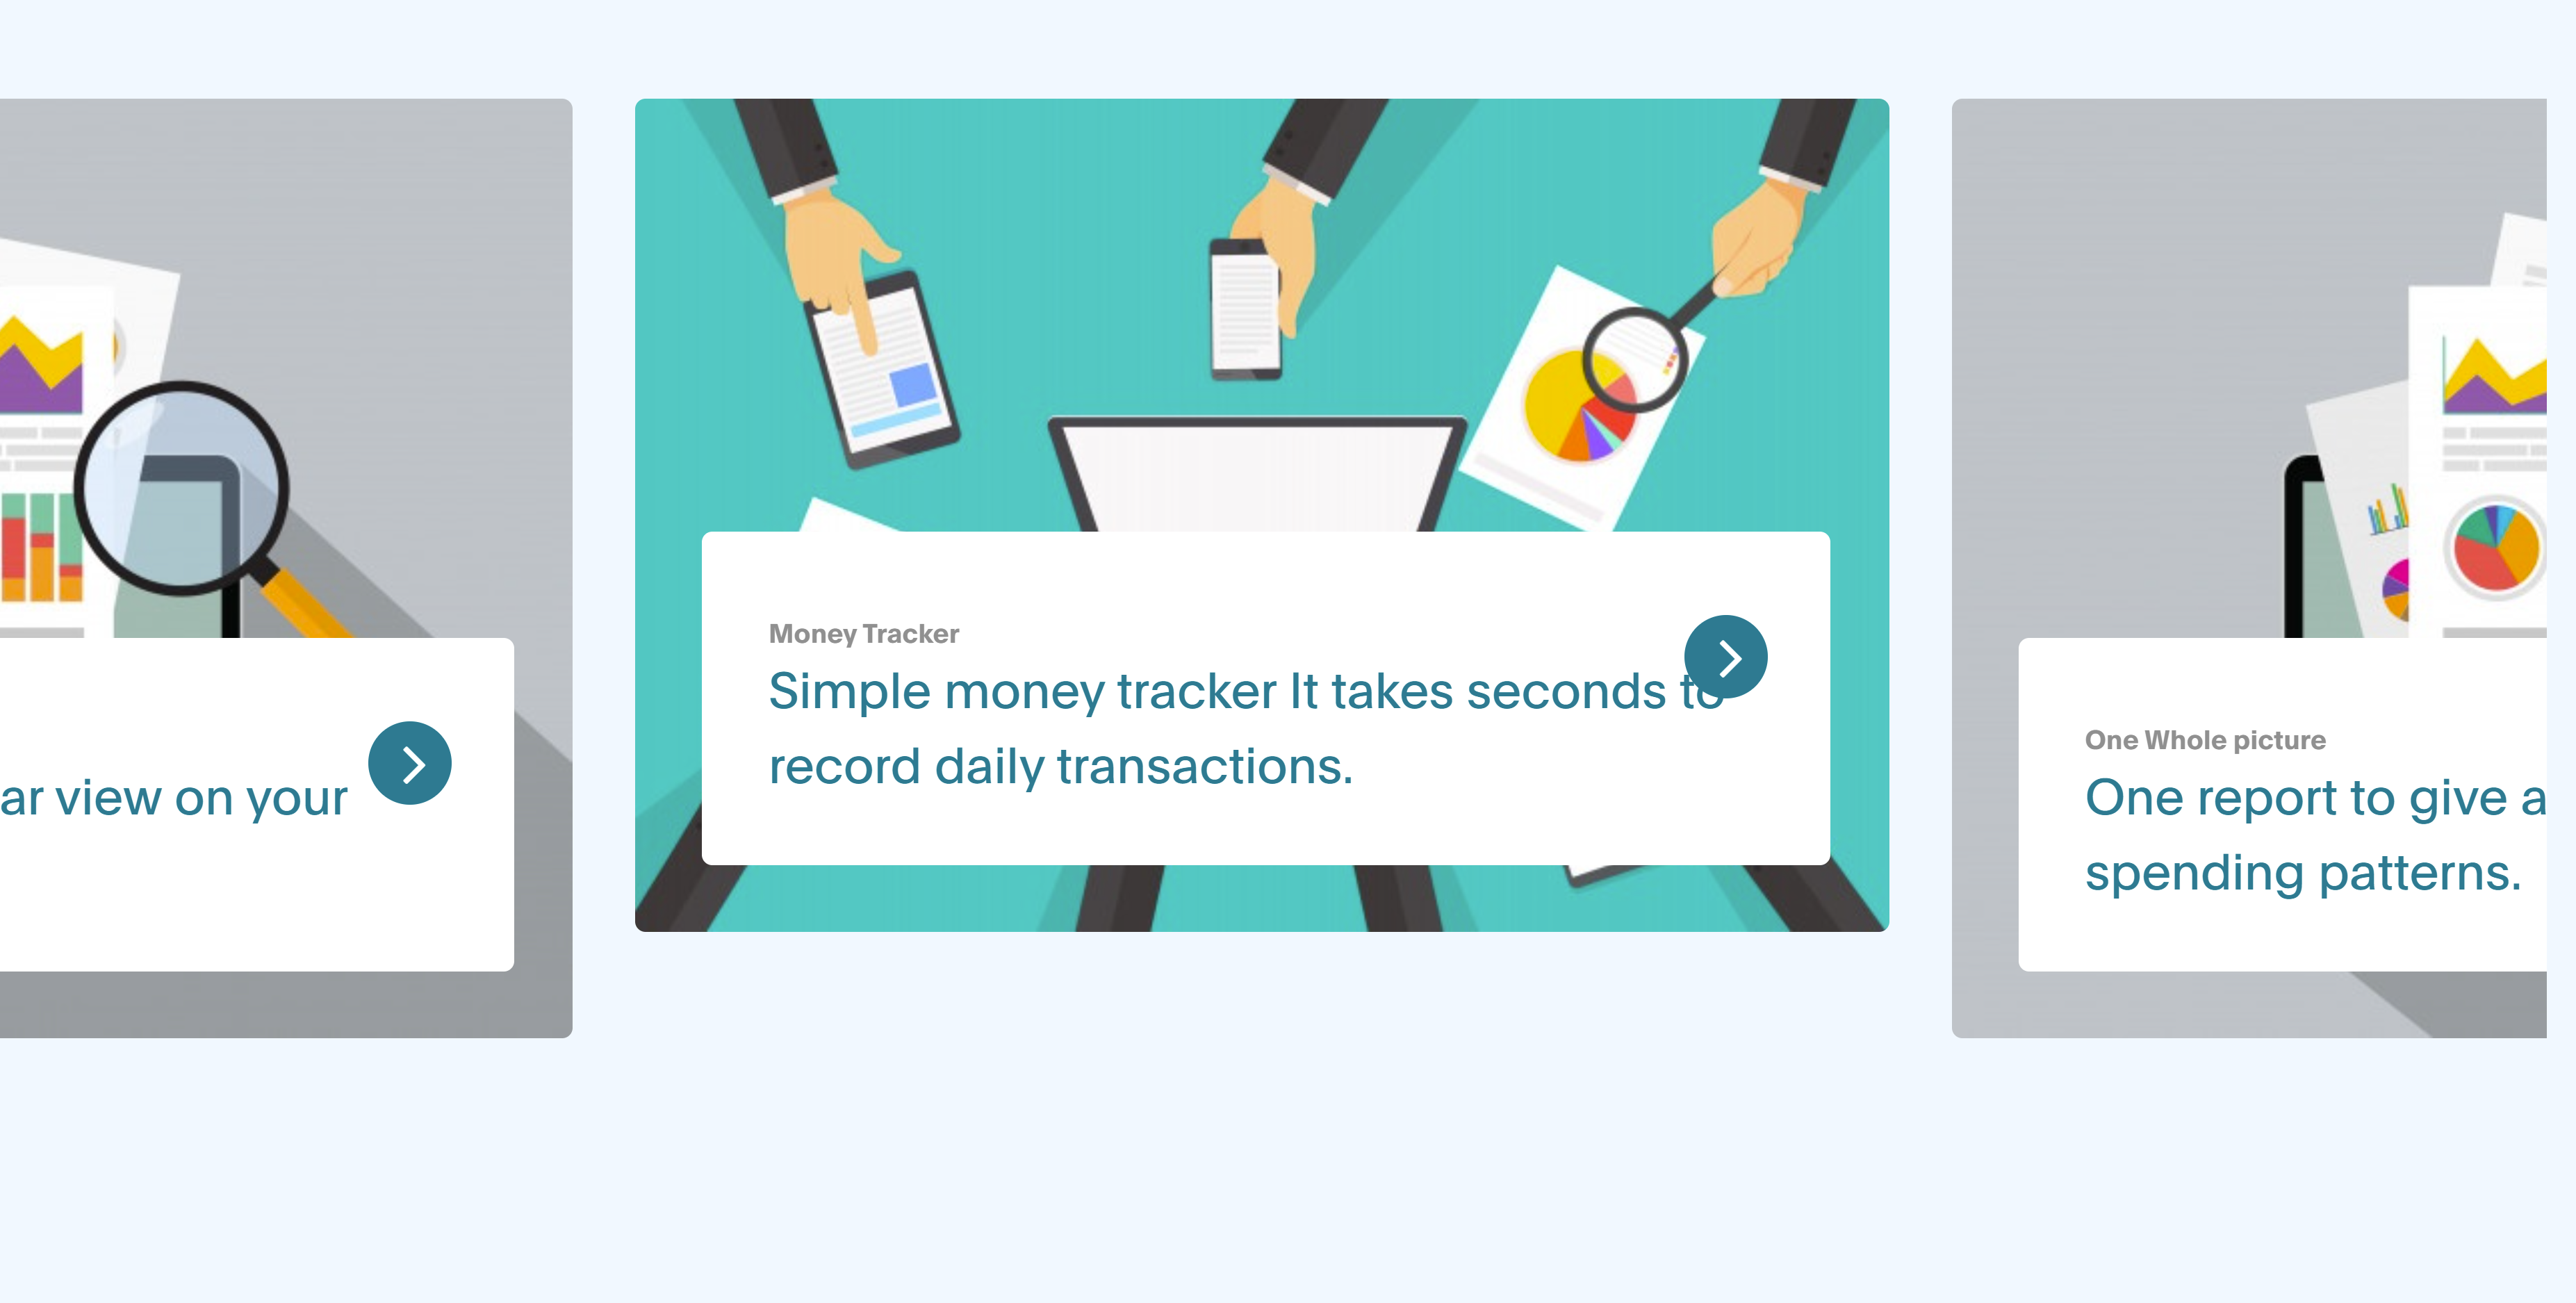 ar view on your
Money Tracker
Simple money tracker It takes seconds to
record daily transactions.
One Whole picture
One report to give a
spending patterns.